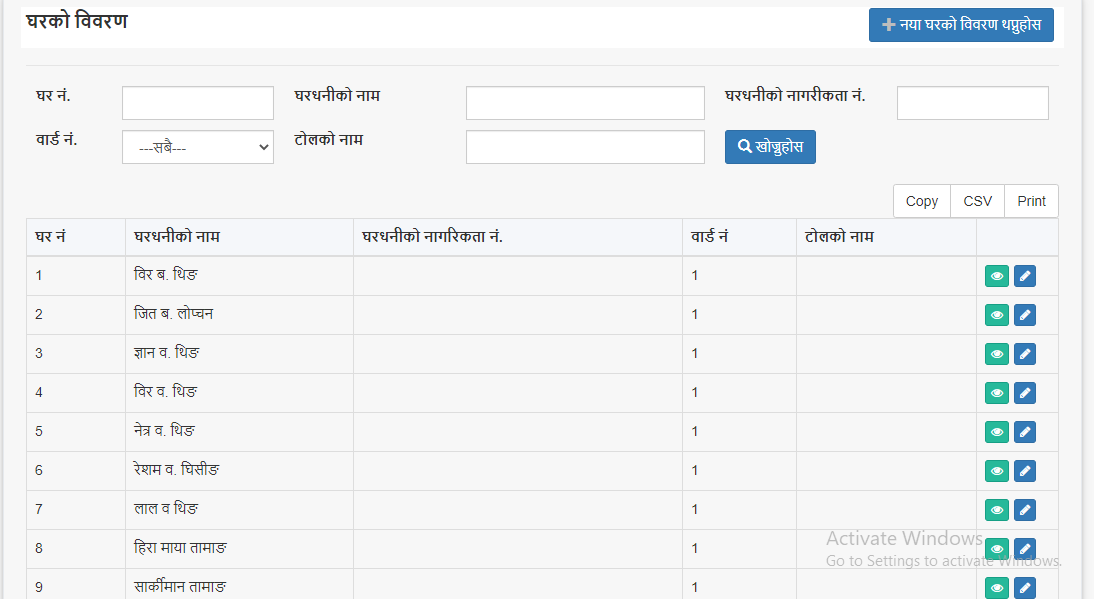 घरको विवरण
नया घरको विवरण थप्नुहोस
घर नं. घरधनीको नाम घरधनीको नागरीकता नं.
वार्ड नं. ---सबै--- टोलको नाम खोज्नुहोस
Copy CSV Print
घर नं घरधनीको नाम घरधनीको नागरिकता नं. वार्ड नं टोलको नाम
1 विर ब. थिङ 1
2 जित ब. लोप्चन 1
3 ज्ञान व. थिङ 1
4 विर व. थिङ 1
5 नेत्र व. थिङ 1
6 रेशम व. घिसीङ 1
7 लाल व थिङ 1
8 हिरा माया तामाङ 1
9 सार्कीमान तामाङ 1
Activate Windows
Go to Settings to activate Windows.